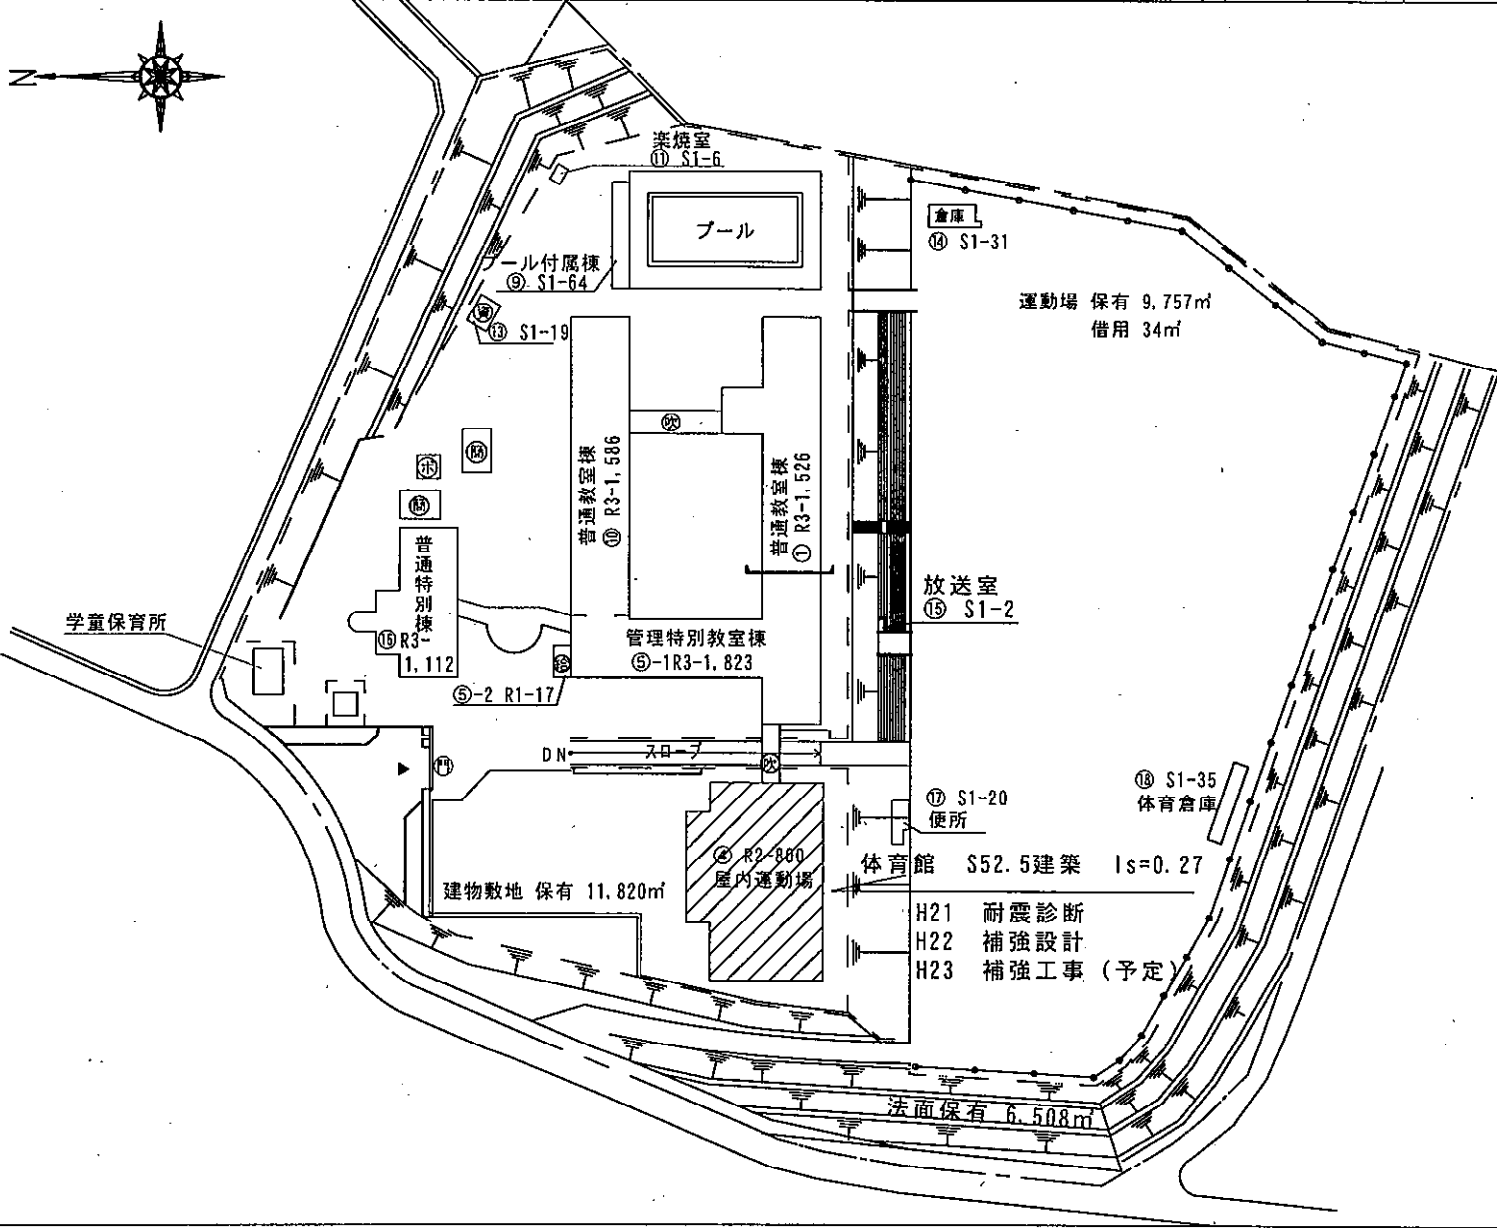 N
楽焼室
⑪ S1-6
プール
プール付属棟
⑨ S1-64
倉庫
⑭ S1-31
運動場 保有 9,757㎡
借用 34㎡
⑬ S1-19
吹
普通教室棟
⑩ R3-1,586
普通教室棟
① R3-1,526
ポ
普通特別棟
⑯R3-
1,112
学童保育所
放送室
⑮ S1-2
管理特別教室棟
⑤-1R3-1,823
⑤-2 R1-17
DN
スロープ
吹
門
⑱ S1-35
体育倉庫
⑰ S1-20
便所
④ R2-800
屋内運動場
体育館 S52.5建築 Is=0.27
建物敷地 保有 11,820㎡
H21 耐震診断
H22 補強設計
H23 補強工事(予定)
法面保有 6,508㎡